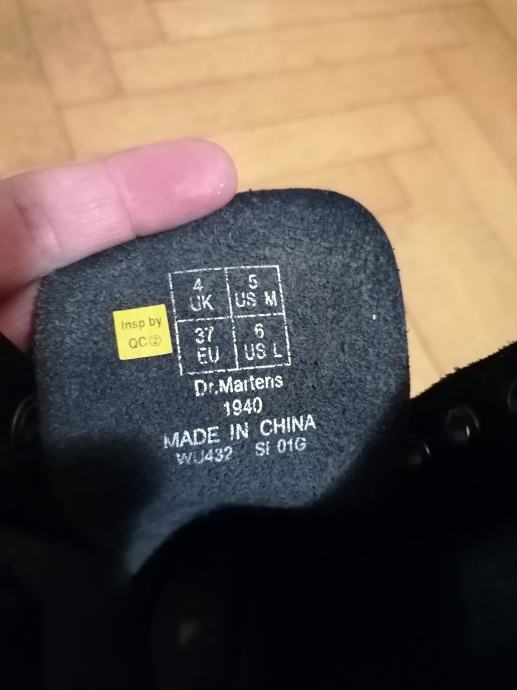 4 UK
5 US M
37 EU
6 US L
Insp by
QC②
Dr.Martens
1940
MADE IN CHINA
WU432 SI 01G